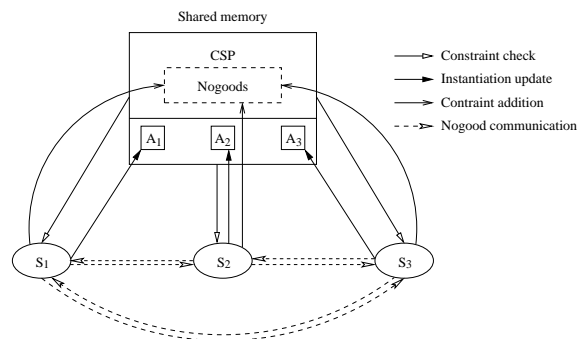 Shared memory
CSP
Nogoods
A1 A2 A3
S1 S2 S3
Constraint check
Instantiation update
Contraint addition
Nogood communication